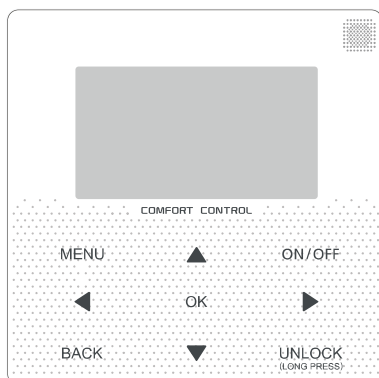 COMFORT CONTROL
MENU
ON/OFF
OK
BACK
UNLOCK
(LONG PRESS)